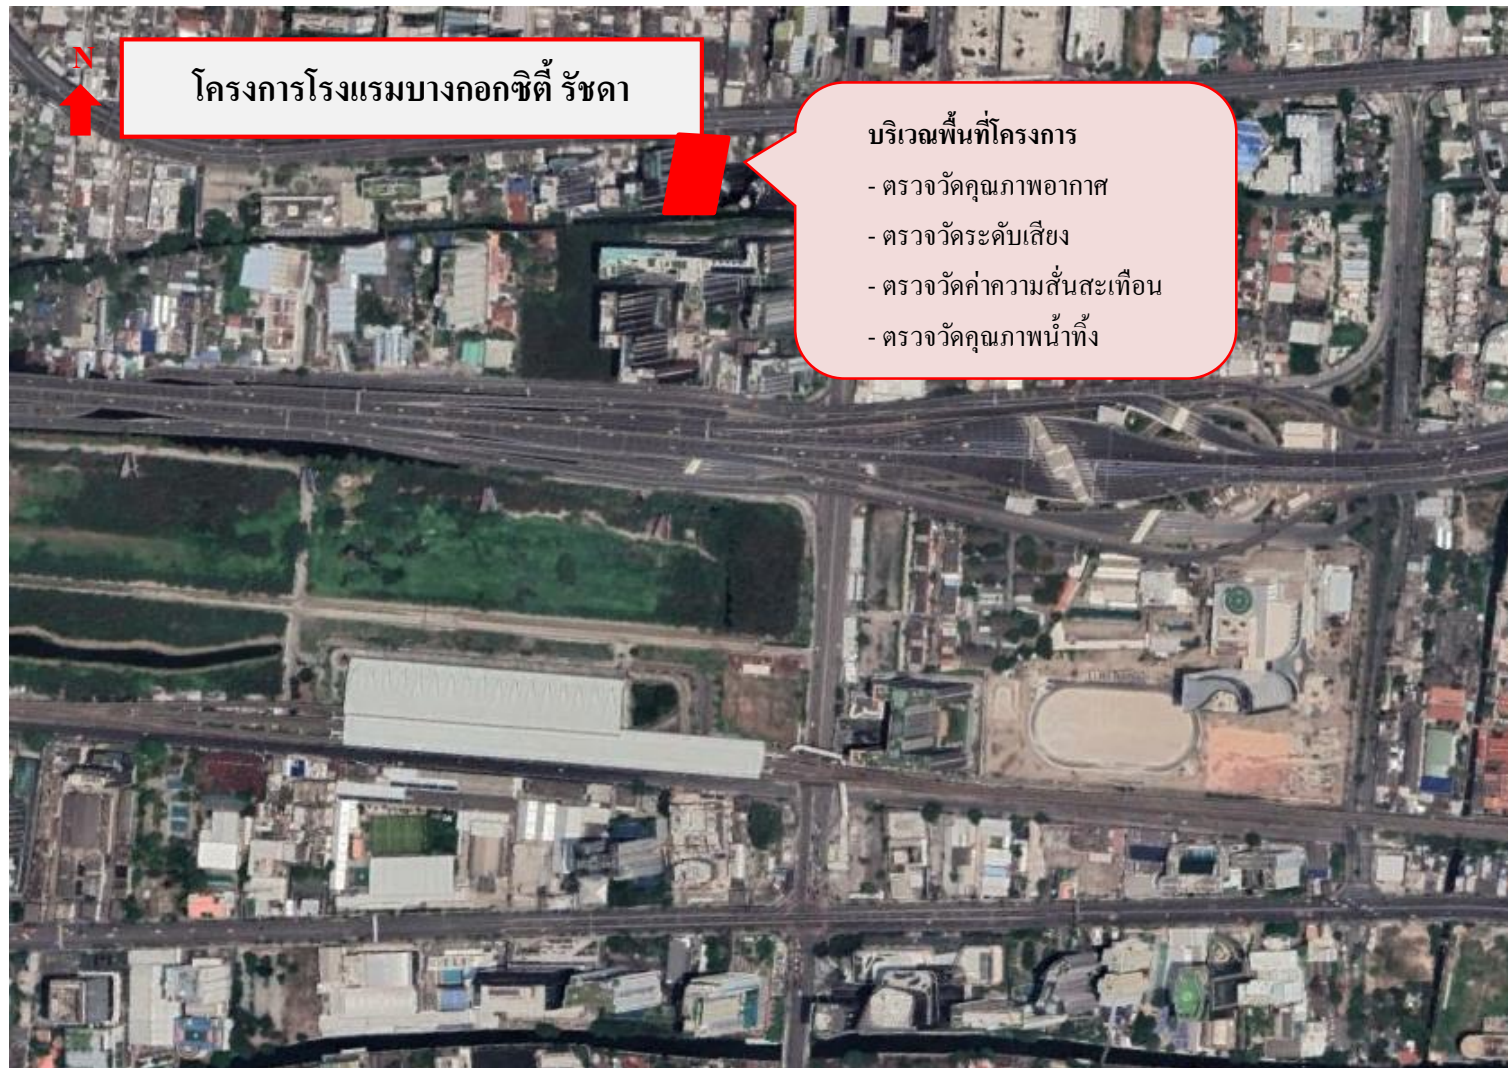 N
โครงการโรงแรมบางกอกซิตี้ รัชดา
บริเวณพื้นที่โครงการ
- ตรวจวัดคุณภาพอากาศ
- ตรวจวัดระดับเสียง
- ตรวจวัดค่าความสั่นสะเทือน
- ตรวจวัดคุณภาพน้ำทิ้ง